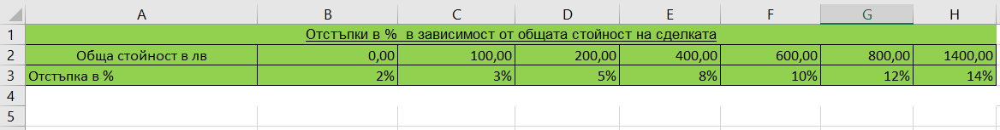 A B C D E F G H
1 Отстъпки в % в зависимост от общата стойност на сделката
2 Обща стойност в лв 0,00 100,00 200,00 400,00 600,00 800,00 1400,00
3 Отстъпка в % 2% 3% 5% 8% 10% 12% 14%
4
5